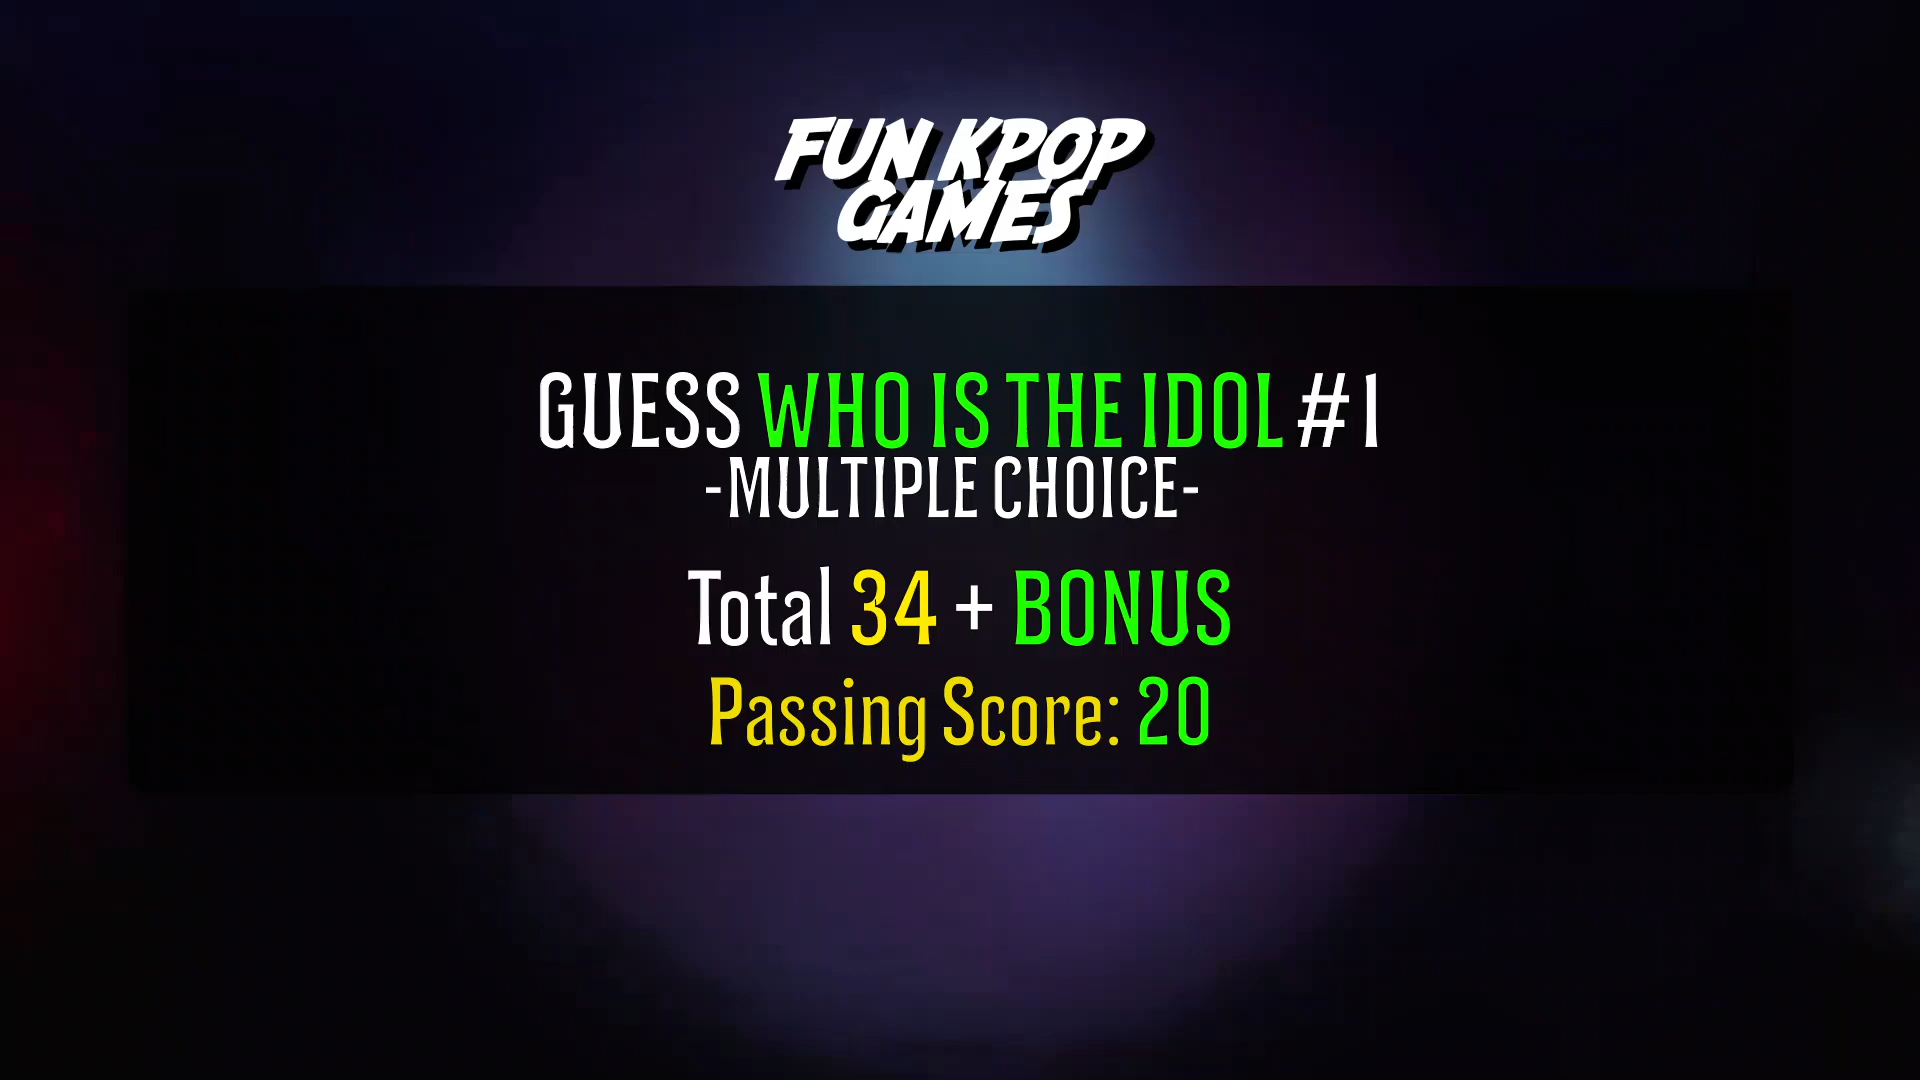 FUN KPOP
GAMES
GUESS WHO IS THE IDOL #1
-MULTIPLE CHOICE-
Total 34 + BONUS
Passing Score: 20